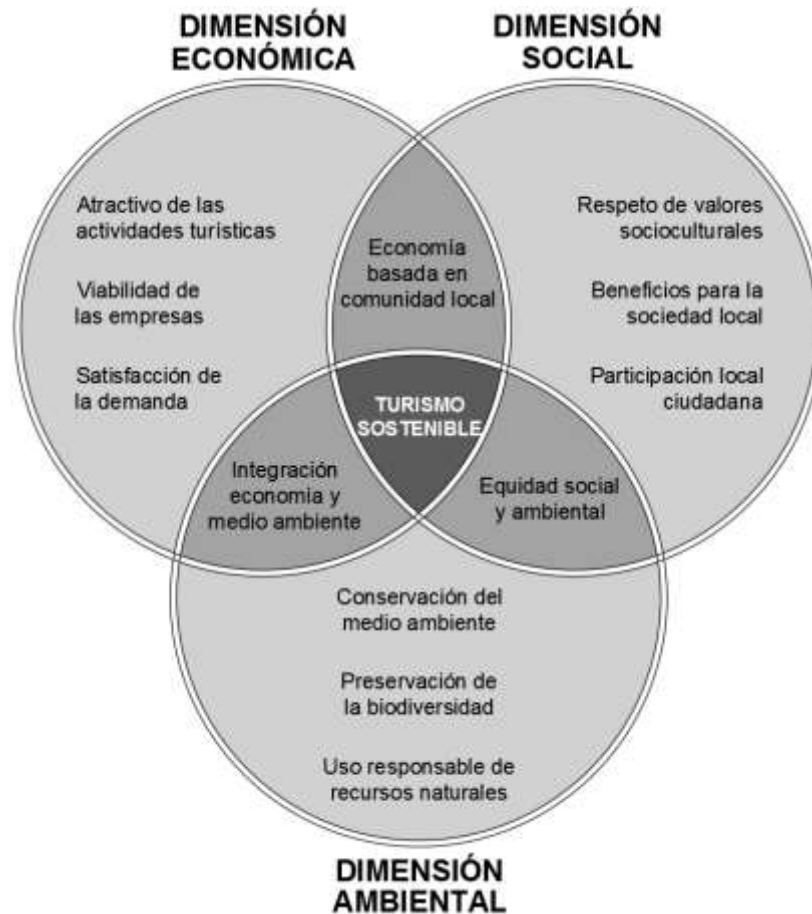 DIMENSIÓN
ECONÓMICA
DIMENSIÓN
SOCIAL
Atractivo de las
actividades turísticas
Viabilidad de
las empresas
Satisfacción de
la demanda
Economía
basada en
comunidad local
Respeto de valores
socioculturales
Beneficios para la
sociedad local
Participación local
ciudadana
TURISMO
SOSTENIBLE
Integración
economía y
medio ambiente
Equidad social
y ambiental
Conservación del
medio ambiente
Preservación de
la biodiversidad
Uso responsable de
recursos naturales
DIMENSIÓN
AMBIENTAL